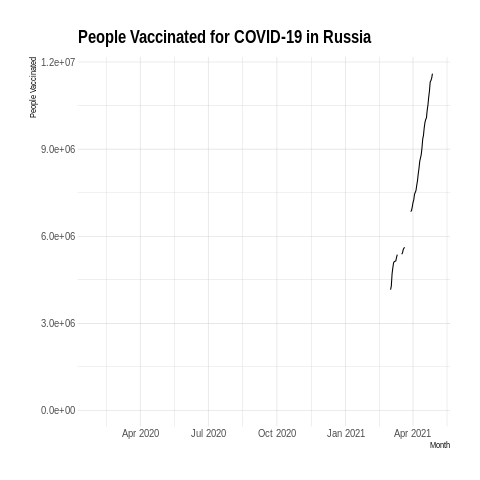 People Vaccinated for COVID-19 in Russia
People Vaccinated
1.2e+07
9.0e+06
6.0e+06
3.0e+06
0.0e+00
Apr 2020 Jul 2020 Oct 2020 Jan 2021 Apr 2021
Month